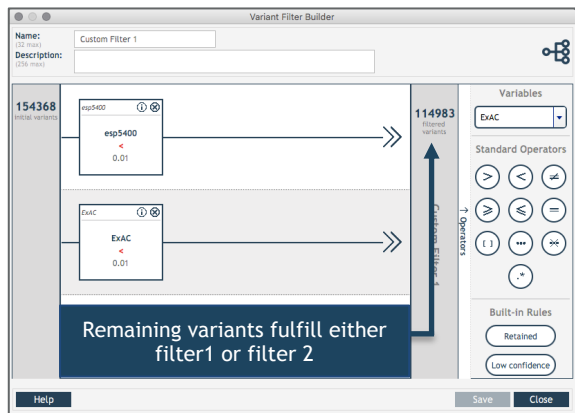 Variant Filter Builder
Name:
(32 max)
Custom Filter 1
Description:
(256 max)
154368
Initial variants
esp5400
esp5400
<
0.01
ExAC
ExAC
<
0.01
114983
Filtered
variants
Custom Filter 1
Operators
Variables
ExAC
Standard Operators
> < ≠
⩾ ⩽ =
[ ] •••
.*
Built-In Rules
Retained
Low confidence
Remaining variants fulfill either
filter1 or filter 2
Help
Save
Close